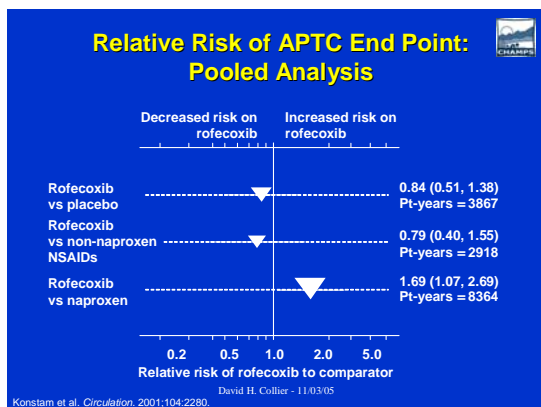 Relative Risk of APTC End Point:
Pooled Analysis
CHAMPS
Decreased risk on
rofecoxib
Increased risk on
rofecoxib
Rofecoxib
vs placebo
0.84 (0.51, 1.38)
Pt-years = 3867
Rofecoxib
vs non-naproxen
NSAIDs
0.79 (0.40, 1.55)
Pt-years = 2918
Rofecoxib
vs naproxen
1.69 (1.07, 2.69)
Pt-years = 8364
0.2 0.5 1.0 2.0 5.0
Relative risk of rofecoxib to comparator
David H. Collier - 11/03/05
Konstam et al. Circulation. 2001;104:2280.